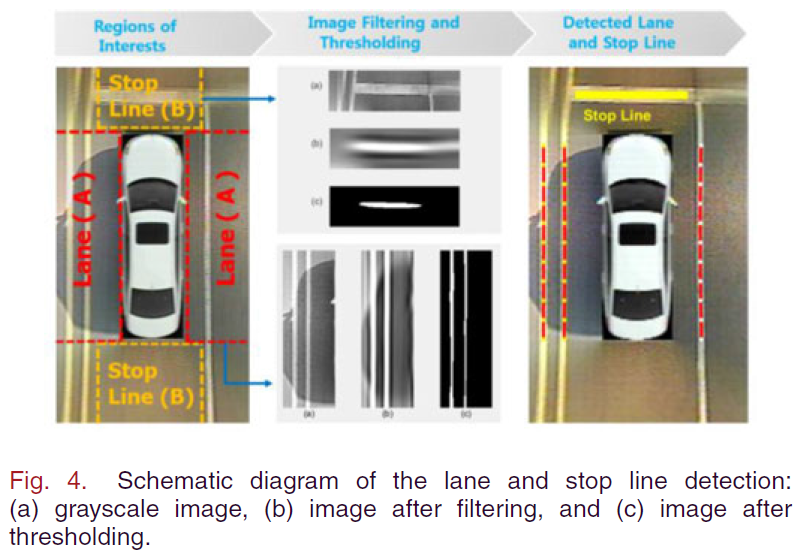 Regions of
Interests
Image Filtering and
Thresholding
Detected Lane
and Stop Line
Stop
Line (B)
Lane ( A )
Lane ( A )
Stop
Line (B)
(a)
(b)
(c)
(a)
(b)
(c)
Stop Line
Fig. 4. Schematic diagram of the lane and stop line detection:
(a) grayscale image, (b) image after filtering, and (c) image after
thresholding.